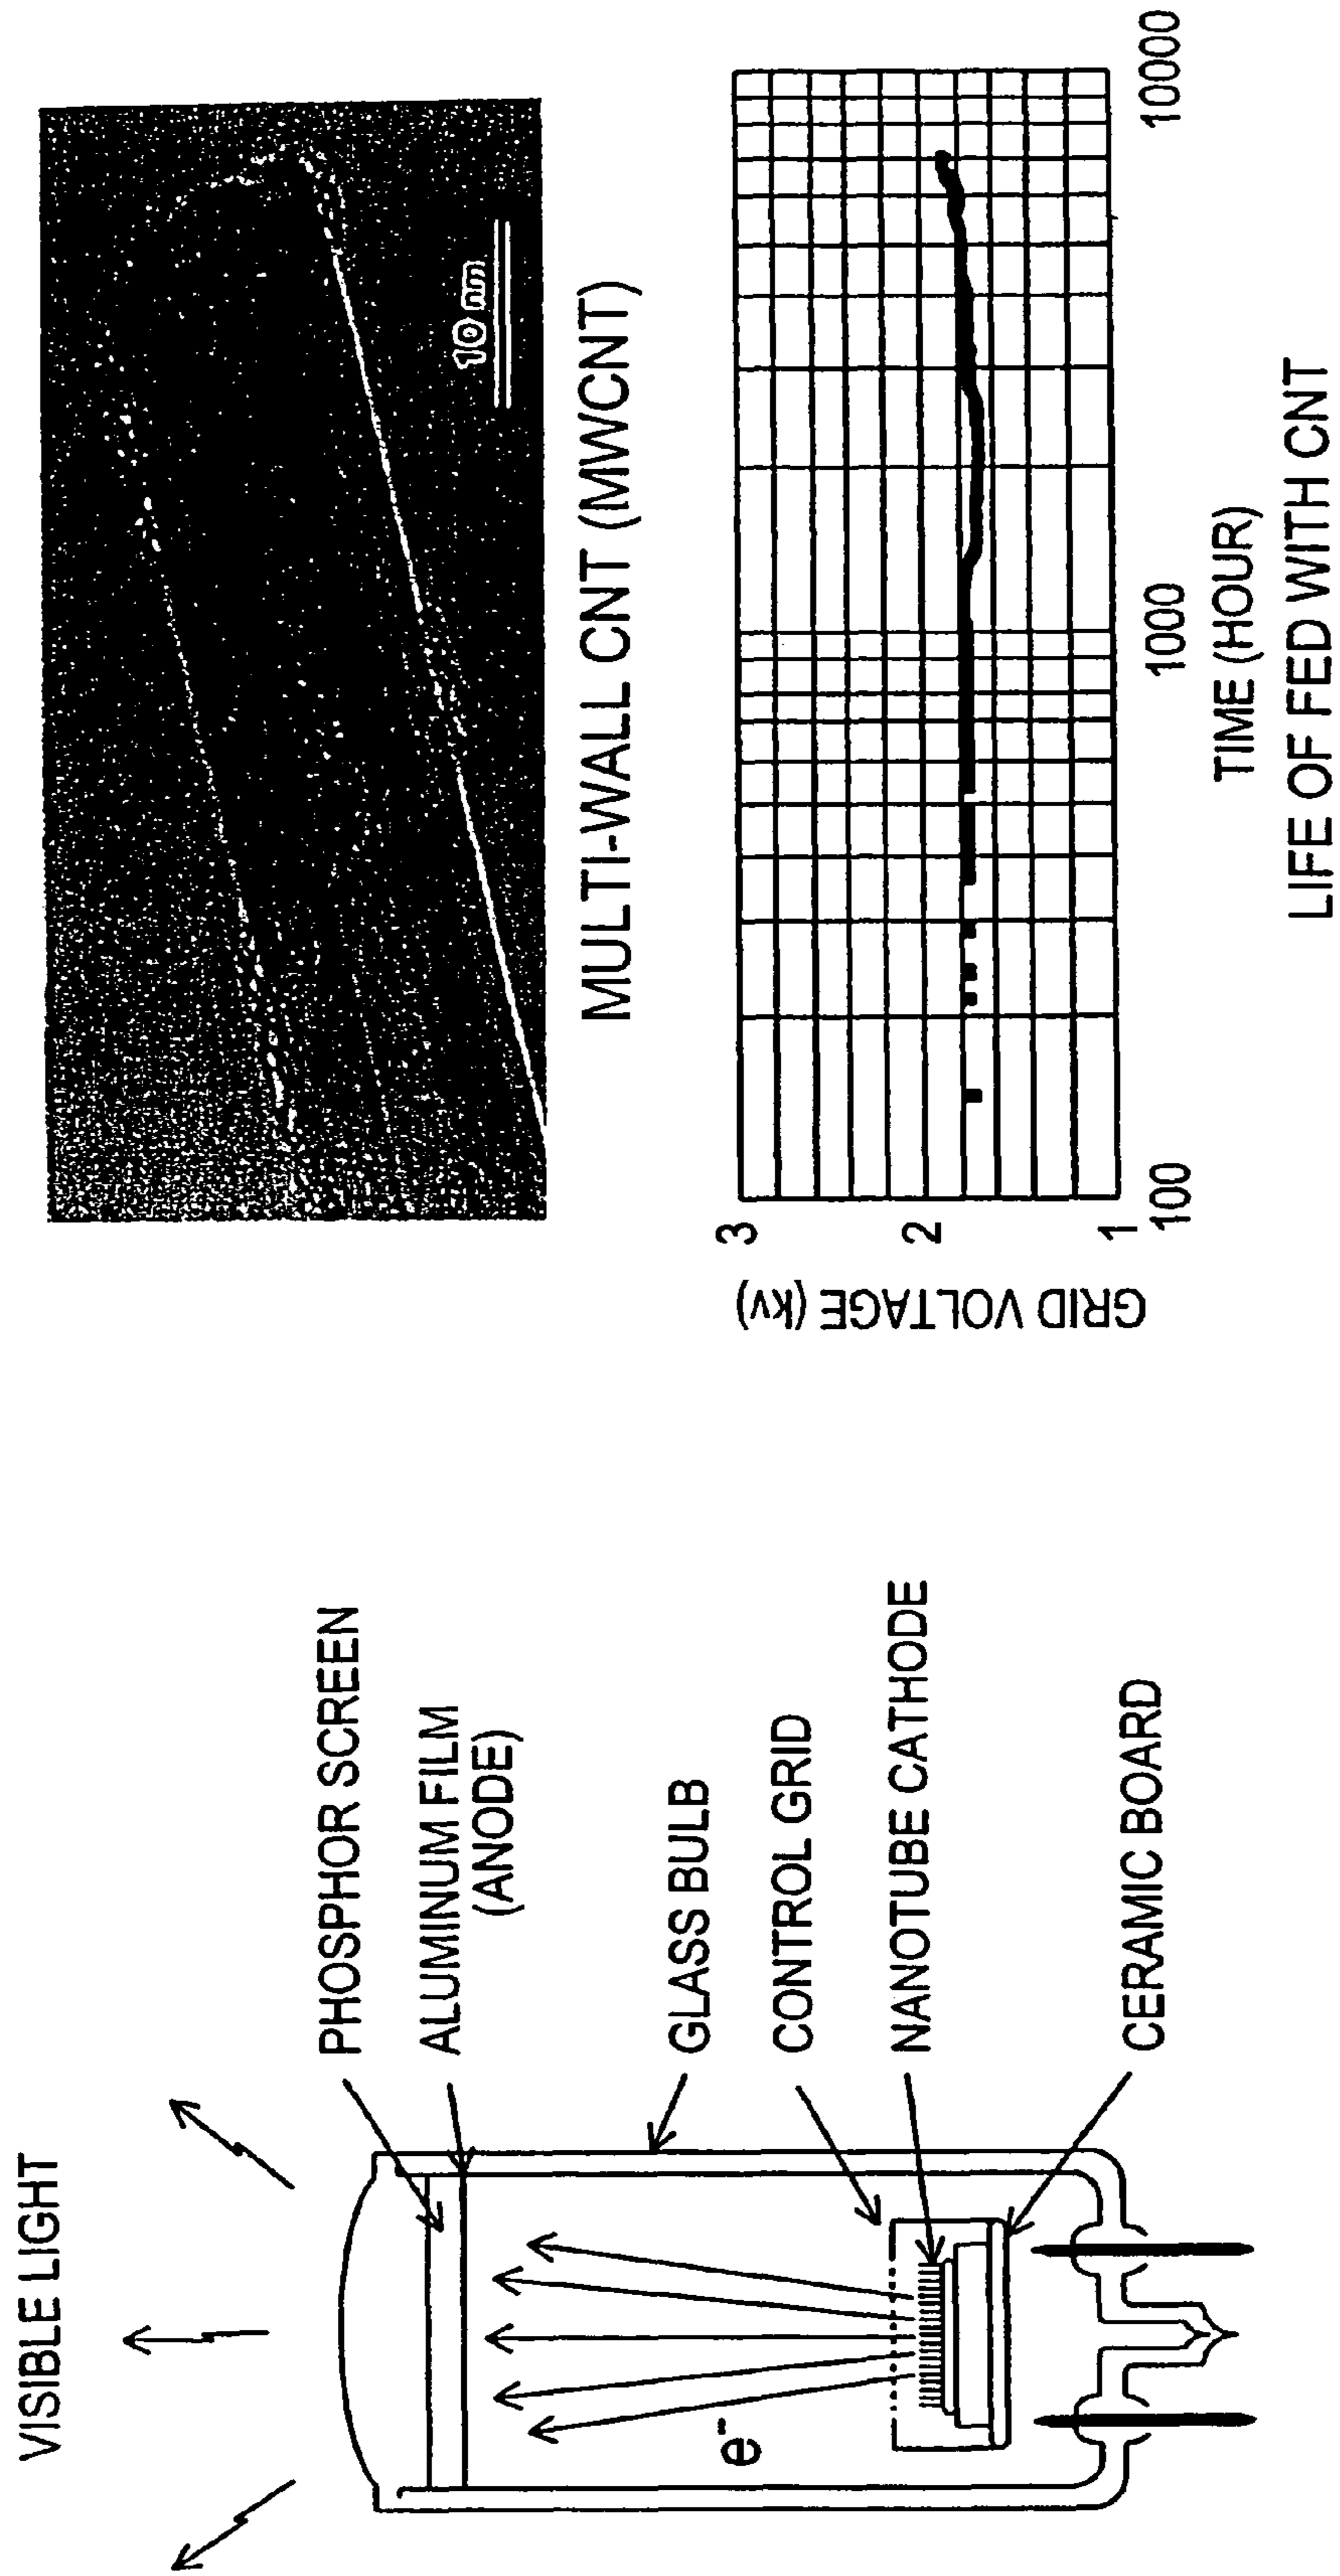 VISIBLE LIGHT
PHOSPHOR SCREEN
ALUMINUM FILM
(ANODE)
GLASS BULB
CONTROL GRID
NANOTUBE CATHODE
CERAMIC BOARD
e⁻
10 nm
MULTI-WALL CNT (MWCNT)
GRID VOLTAGE (kv)
3
2
1
100
1000
10000
TIME (HOUR)
LIFE OF FED WITH CNT